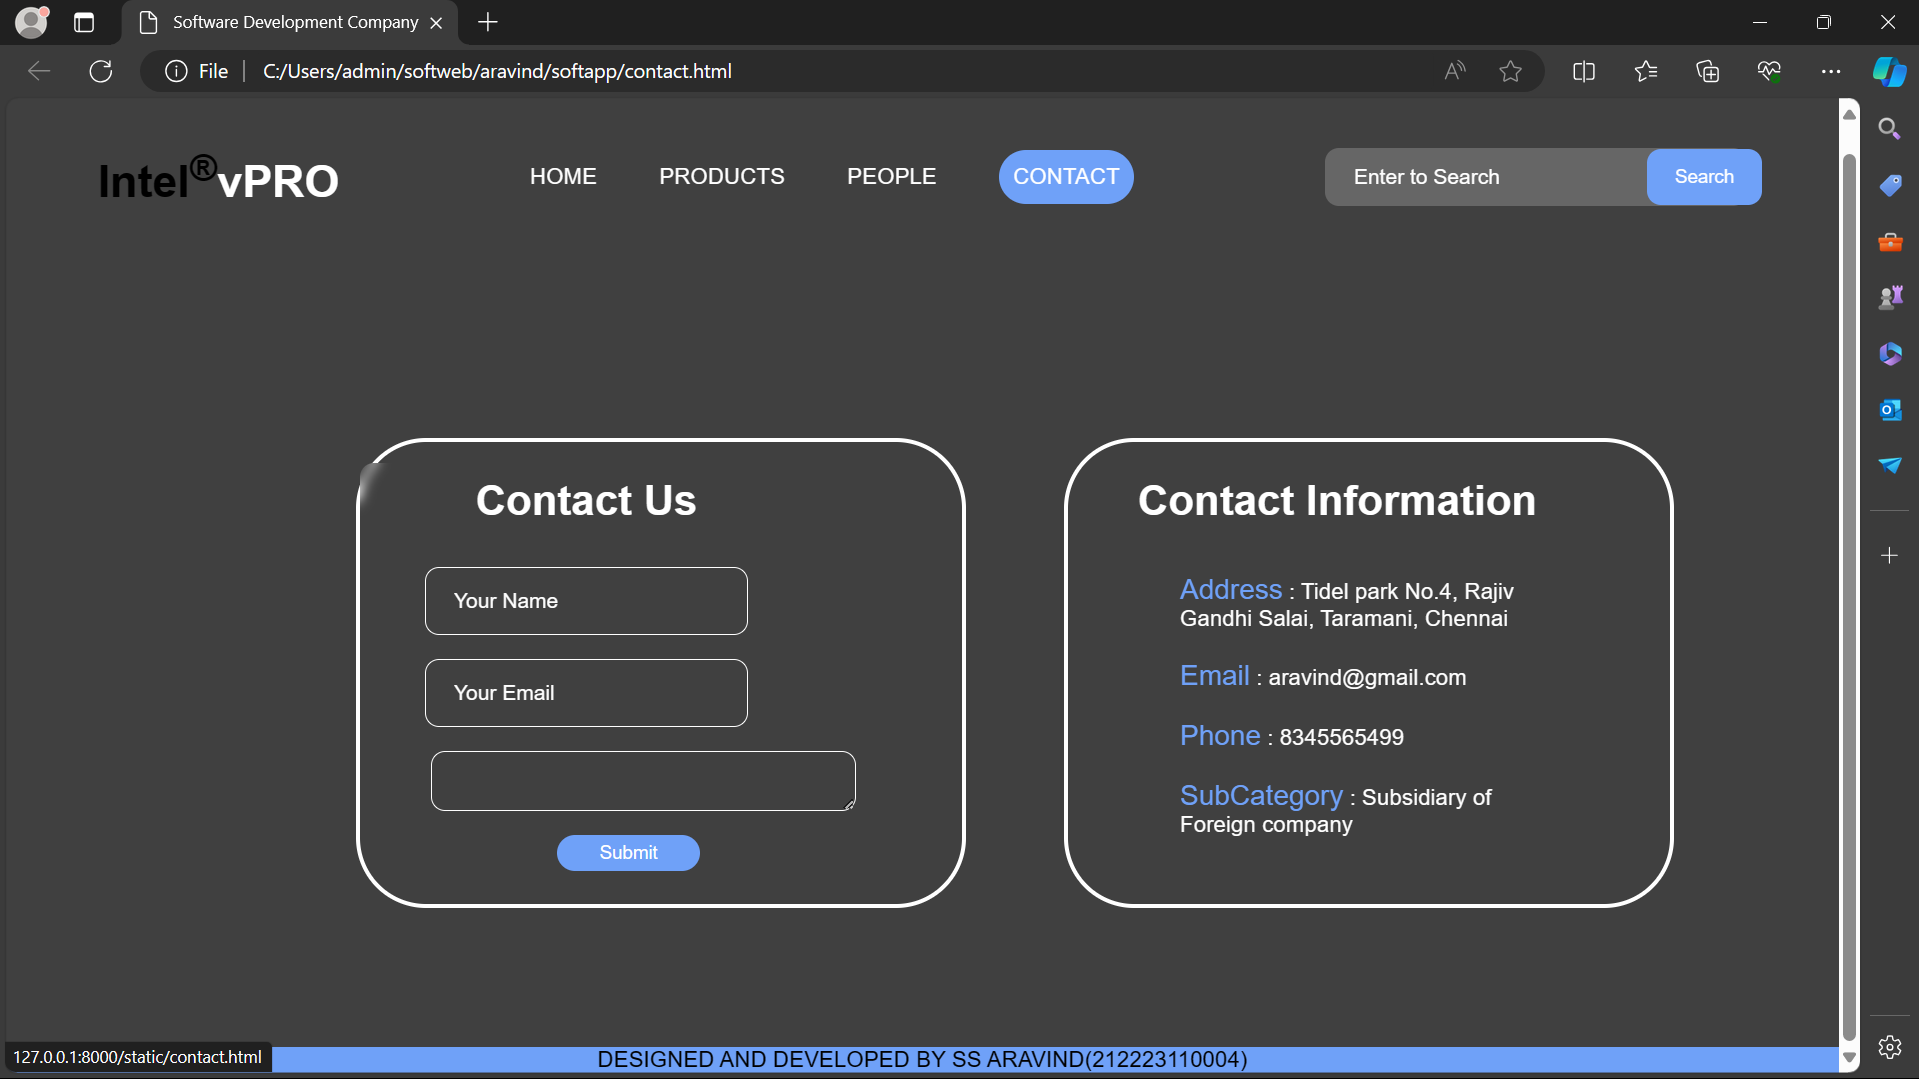 Software Development Company
File
C:/Users/admin/softweb/aravind/softapp/contact.html
Intel®vPRO
HOME
PRODUCTS
PEOPLE
CONTACT
Enter to Search
Search
Contact Us
Your Name
Your Email
Submit
Contact Information
Address : Tidel park No.4, Rajiv
Gandhi Salai, Taramani, Chennai
Email : aravind@gmail.com
Phone : 8345565499
SubCategory : Subsidiary of
Foreign company
127.0.0.1:8000/static/contact.html
DESIGNED AND DEVELOPED BY SS ARAVIND(212223110004)